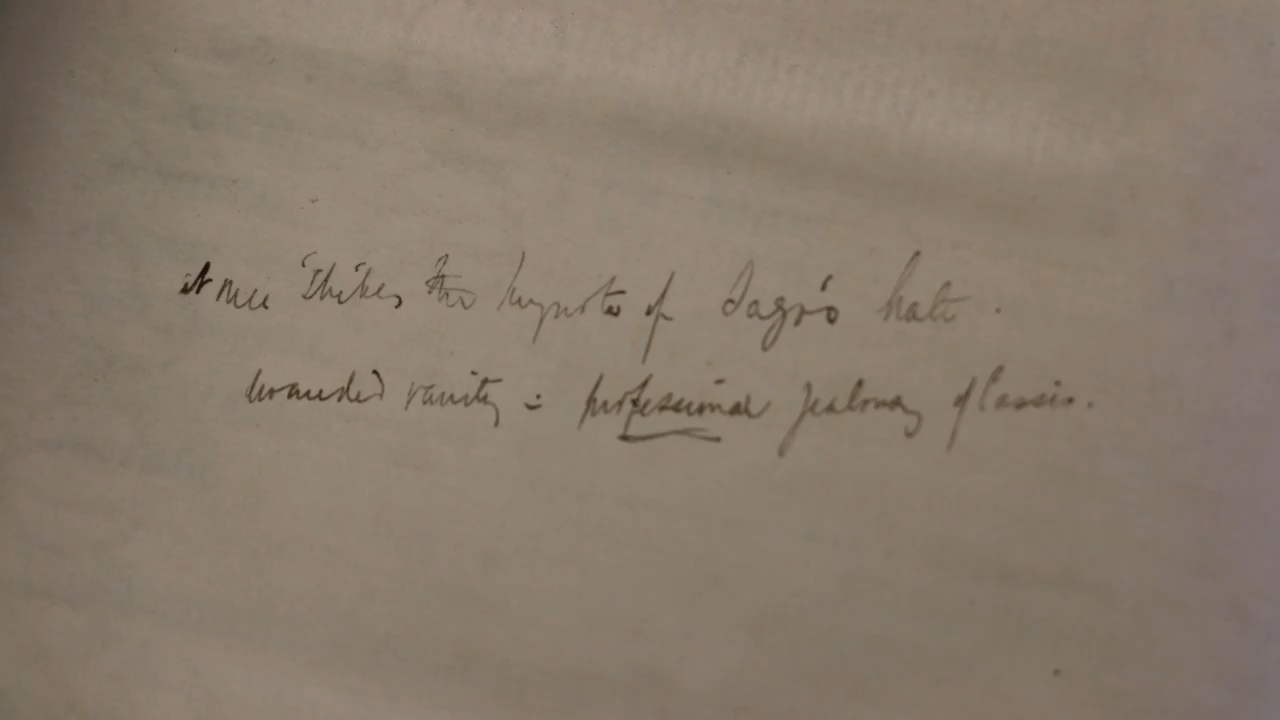 at once strikes the keynote of Iago's hate.
wounded vanity = professional jealousy of Cassio.